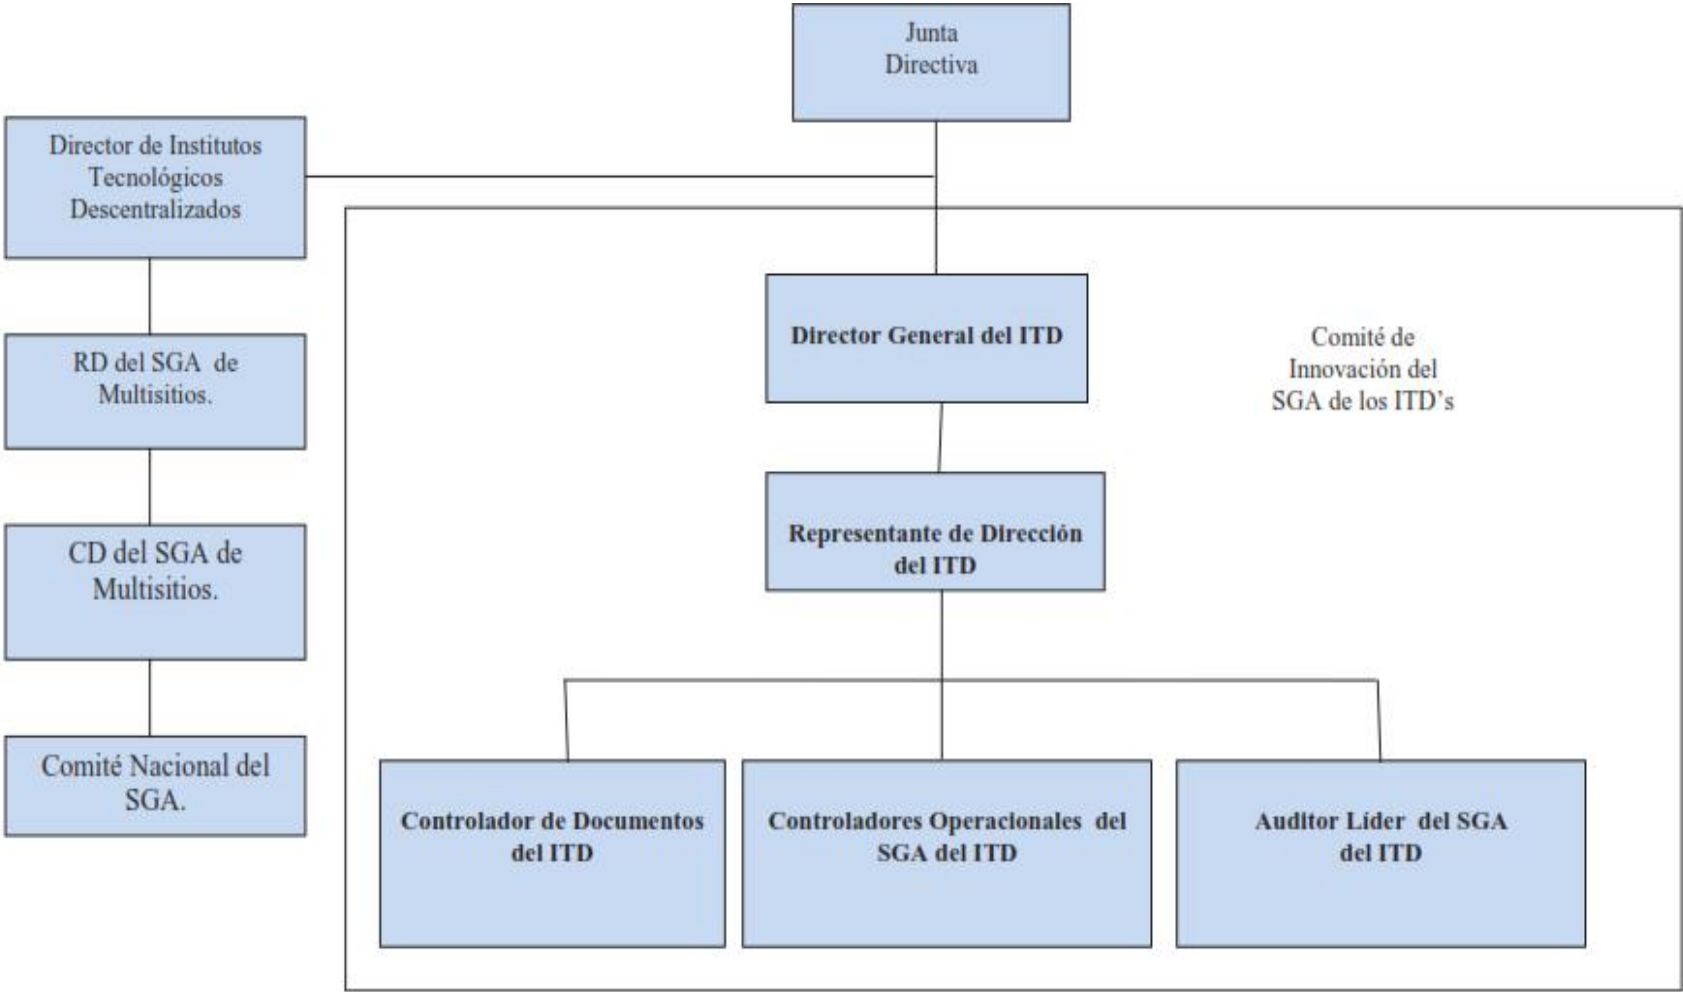 Junta
Directiva
Director de Institutos
Tecnológicos
Descentralizados
RD del SGA de
Multisitios.
CD del SGA de
Multisitios.
Comité Nacional del
SGA.
Director General del ITD
Comité de
Innovación del
SGA de los ITD’s
Representante de Dirección
del ITD
Controlador de Documentos
del ITD
Controladores Operacionales del
SGA del ITD
Auditor Líder del SGA
del ITD